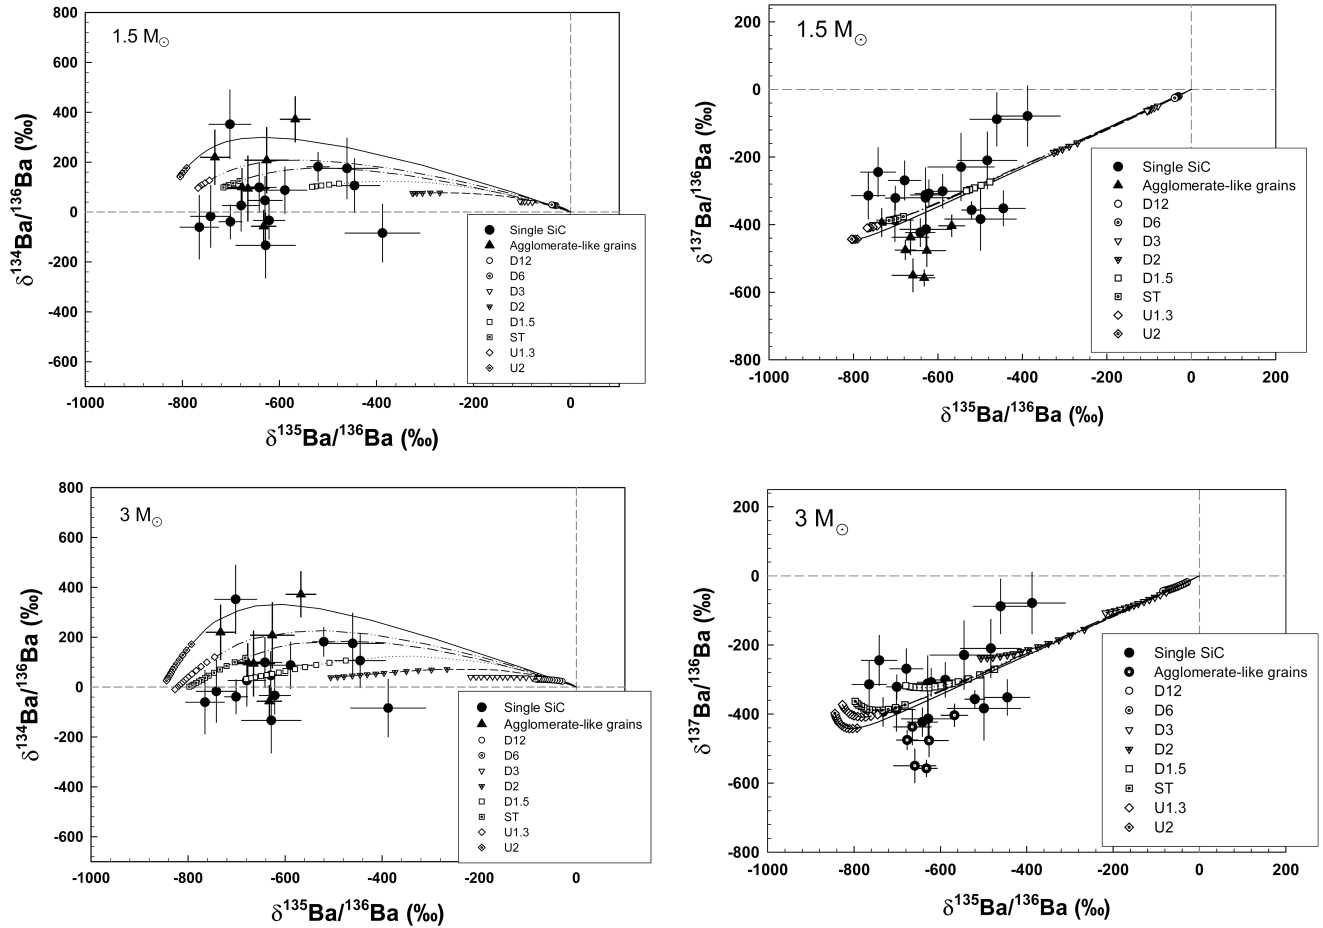 1.5 M☉
800
600
400
200
0
-200
-400
-600
-1000
-800
-600
-400
-200
0
δ¹³⁴Ba/¹³⁶Ba (‰)
δ¹³⁵Ba/¹³⁶Ba (‰)
Single SiC
Agglomerate-like grains
D12
D6
D3
D2
D1.5
ST
U1.3
U2
1.5 M☉
200
0
-200
-400
-600
-800
-1000
-800
-600
-400
-200
0
200
δ¹³⁷Ba/¹³⁶Ba (‰)
δ¹³⁵Ba/¹³⁶Ba (‰)
Single SiC
Agglomerate-like grains
D12
D6
D3
D2
D1.5
ST
U1.3
U2
3 M☉
800
600
400
200
0
-200
-400
-600
-1000
-800
-600
-400
-200
0
δ¹³⁴Ba/¹³⁶Ba (‰)
δ¹³⁵Ba/¹³⁶Ba (‰)
Single SiC
Agglomerate-like grains
D12
D6
D3
D2
D1.5
ST
U1.3
U2
3 M☉
200
0
-200
-400
-600
-800
-1000
-800
-600
-400
-200
0
200
δ¹³⁷Ba/¹³⁶Ba (‰)
δ¹³⁵Ba/¹³⁶Ba (‰)
Single SiC
Agglomerate-like grains
D12
D6
D3
D2
D1.5
ST
U1.3
U2